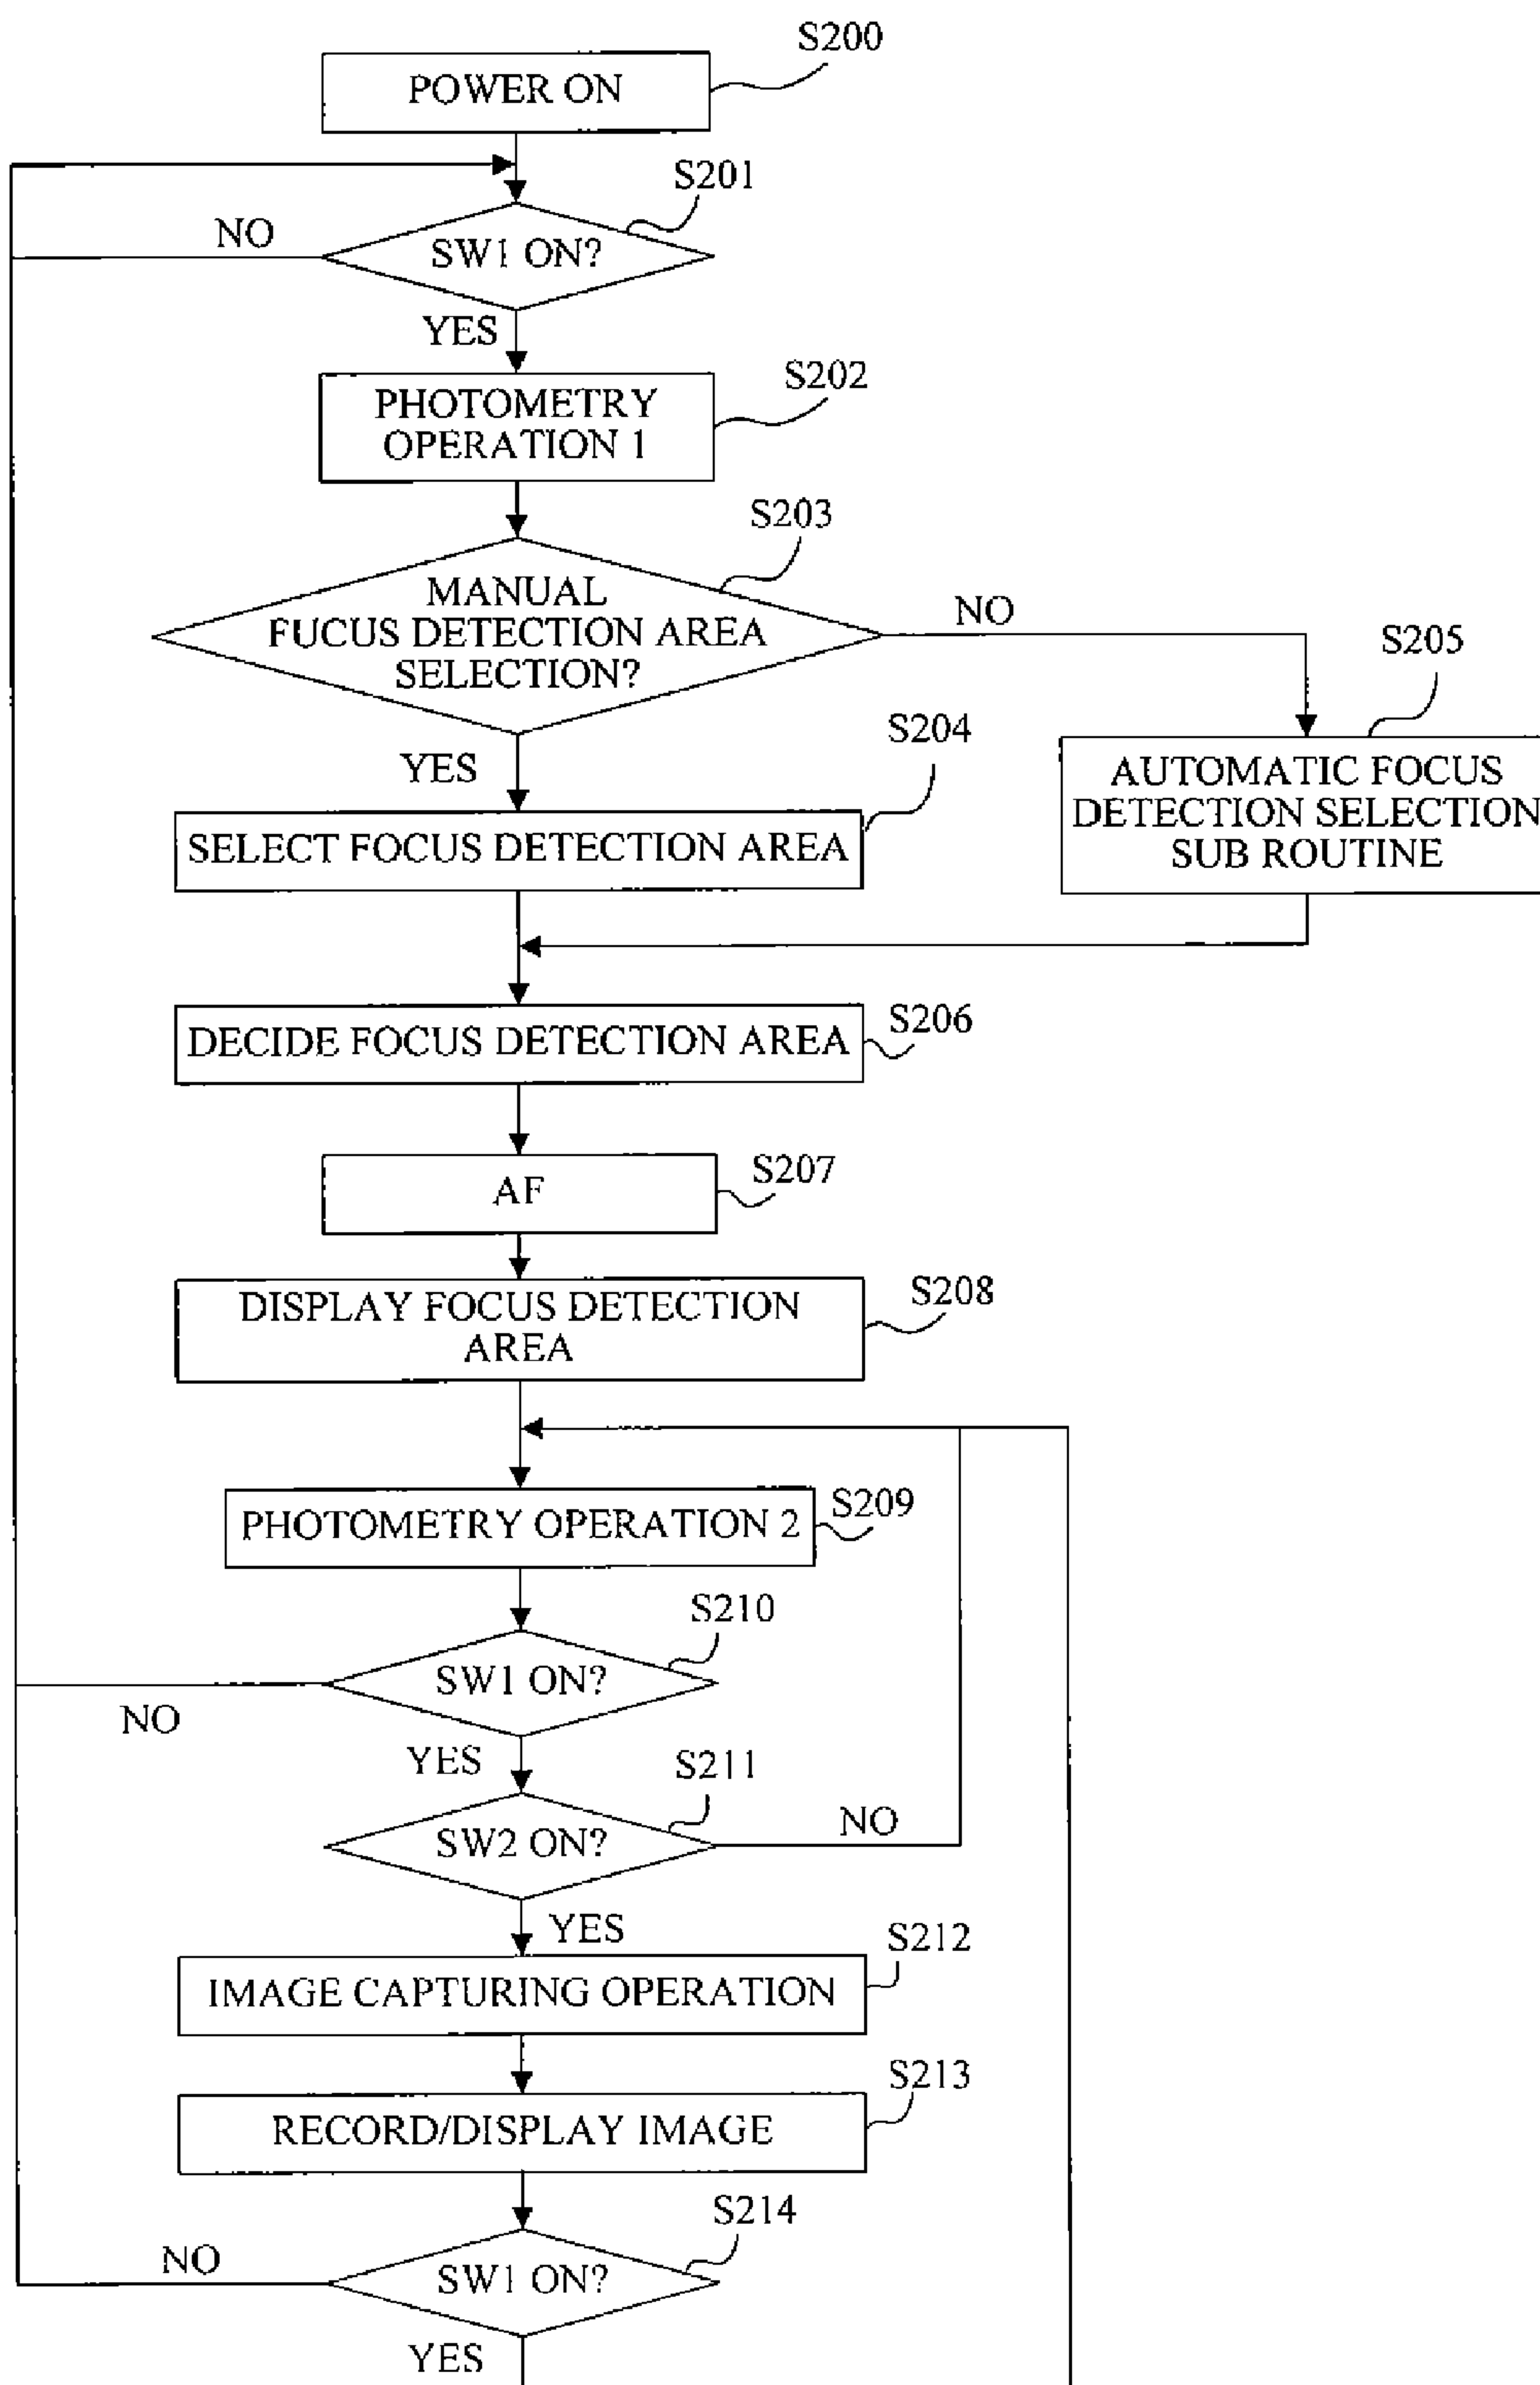 S200
POWER ON
S201
NO
SW1 ON?
YES
S202
PHOTOMETRY
OPERATION 1
S203
MANUAL
FUCUS DETECTION AREA
SELECTION?
NO
S205
YES
S204
AUTOMATIC FOCUS
DETECTION SELECTION
SUB ROUTINE
SELECT FOCUS DETECTION AREA
DECIDE FOCUS DETECTION AREA
S206
AF
S207
DISPLAY FOCUS DETECTION
AREA
S208
PHOTOMETRY OPERATION 2
S209
S210
SW1 ON?
NO
YES
S211
SW2 ON?
NO
YES
S212
IMAGE CAPTURING OPERATION
S213
RECORD/DISPLAY IMAGE
S214
NO
SW1 ON?
YES